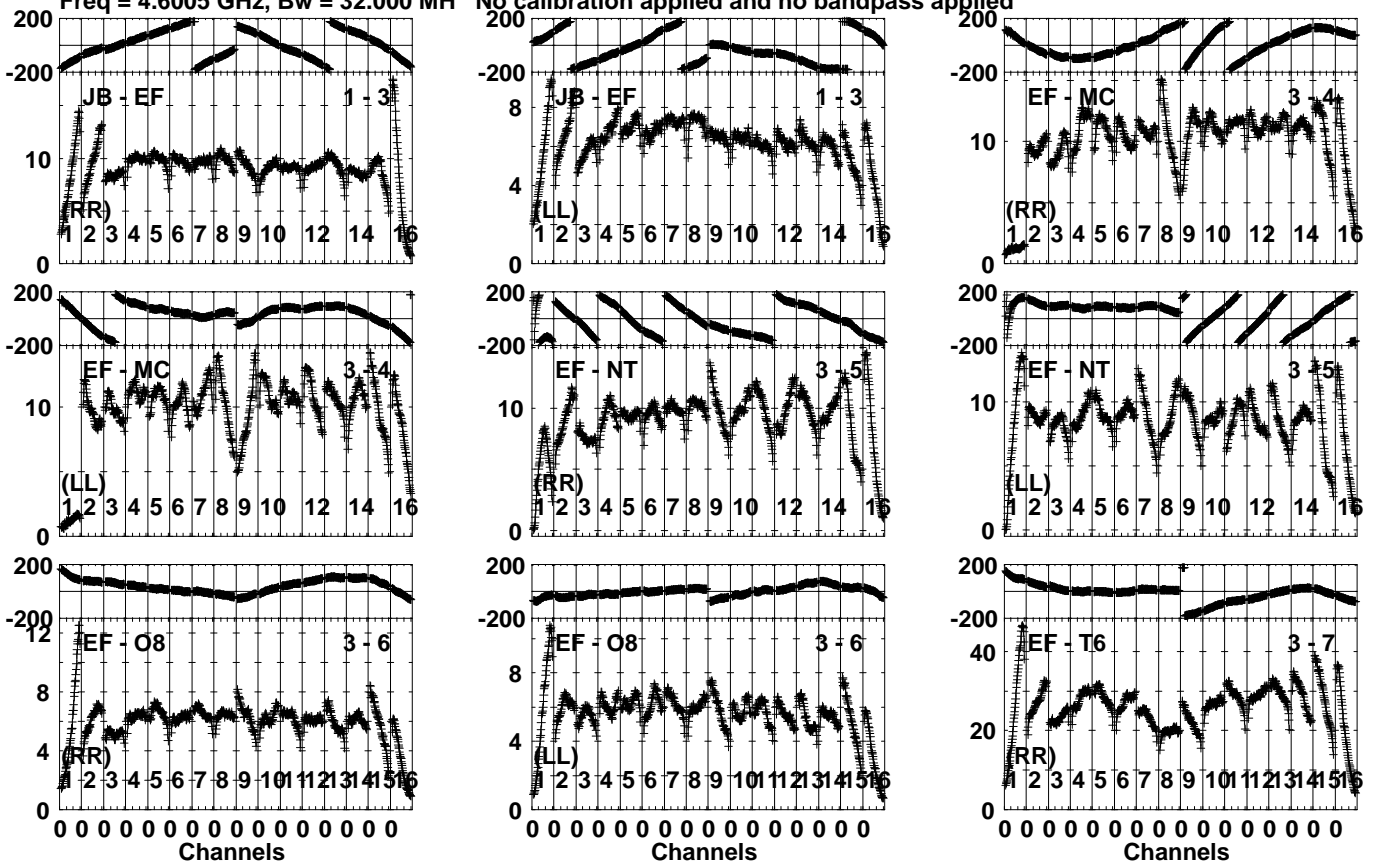 Freq = 4.6005 GHz, Bw = 32.000 MH No calibration applied and no bandpass applied
-200 -200 -200
JB - EF 1 - 3 JB - EF 1 - 3 EF - MC 3 - 4
8
10 10
4
(RR) (LL) (RR)
1 2 3 4 5 6 7 8 9 10 12 14 16 1 2 3 4 5 6 7 8 9 10 12 14 16 1 2 3 4 5 6 7 8 9 10 12 14 16
0 0 0
200 200 200
-200 -200 -200
EF - MC 3 - 4 EF - NT 3 - 5 EF - NT 3 - 5
10 10 10
(LL) (RR) (LL)
1 2 3 4 5 6 7 8 9 10 12 14 16 1 2 3 4 5 6 7 8 9 10 12 14 16 1 2 3 4 5 6 7 8 9 10 12 14 16
0 0 0
200 200 200
-200 -200 -200
12 EF - O8 3 - 6 EF - O8 3 - 6 EF - T6 3 - 7
40
8 8
20
4 4
(RR) (LL) (RR)
1 2 3 4 5 6 7 8 9 10 11 12 13 14 15 16 1 2 3 4 5 6 7 8 9 10 11 12 13 14 15 16 1 2 3 4 5 6 7 8 9 10 11 12 13 14 15 16
0 0 0
0 0 0 0 0 0 0 0 0 0 0 0 0 0 0 0 0 0 0 0 0 0 0 0 0 0 0 0 0 0 0 0 0 0 0 0 0 0 0 0 0 0 0 0 0 0 0 0
Channels Channels Channels